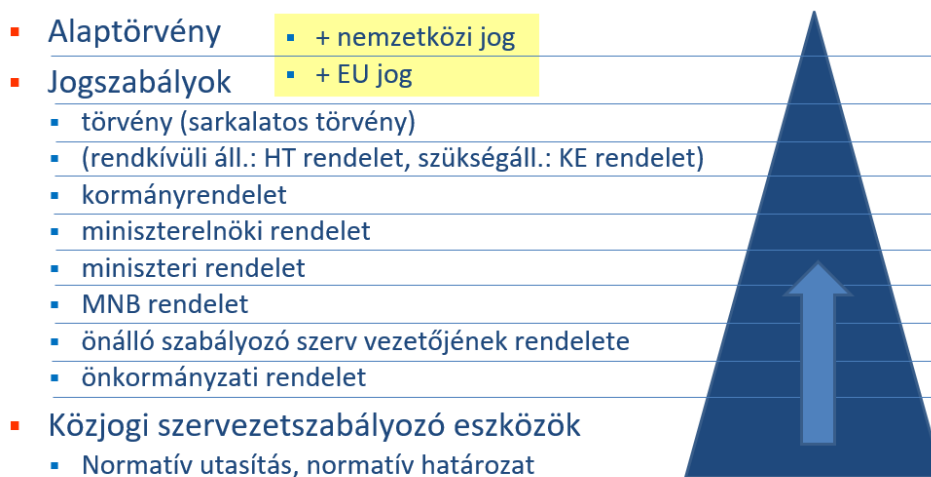 Alaptörvény
+ nemzetközi jog
+ EU jog
Jogszabályok
törvény (sarkalatos törvény)
(rendkívüli áll.: HT rendelet, szükségáll.: KE rendelet)
kormányrendelet
miniszterelnöki rendelet
miniszteri rendelet
MNB rendelet
önálló szabályozó szerv vezetőjének rendelete
önkormányzati rendelet
Közjogi szervezetszabályozó eszközök
Normatív utasítás, normatív határozat